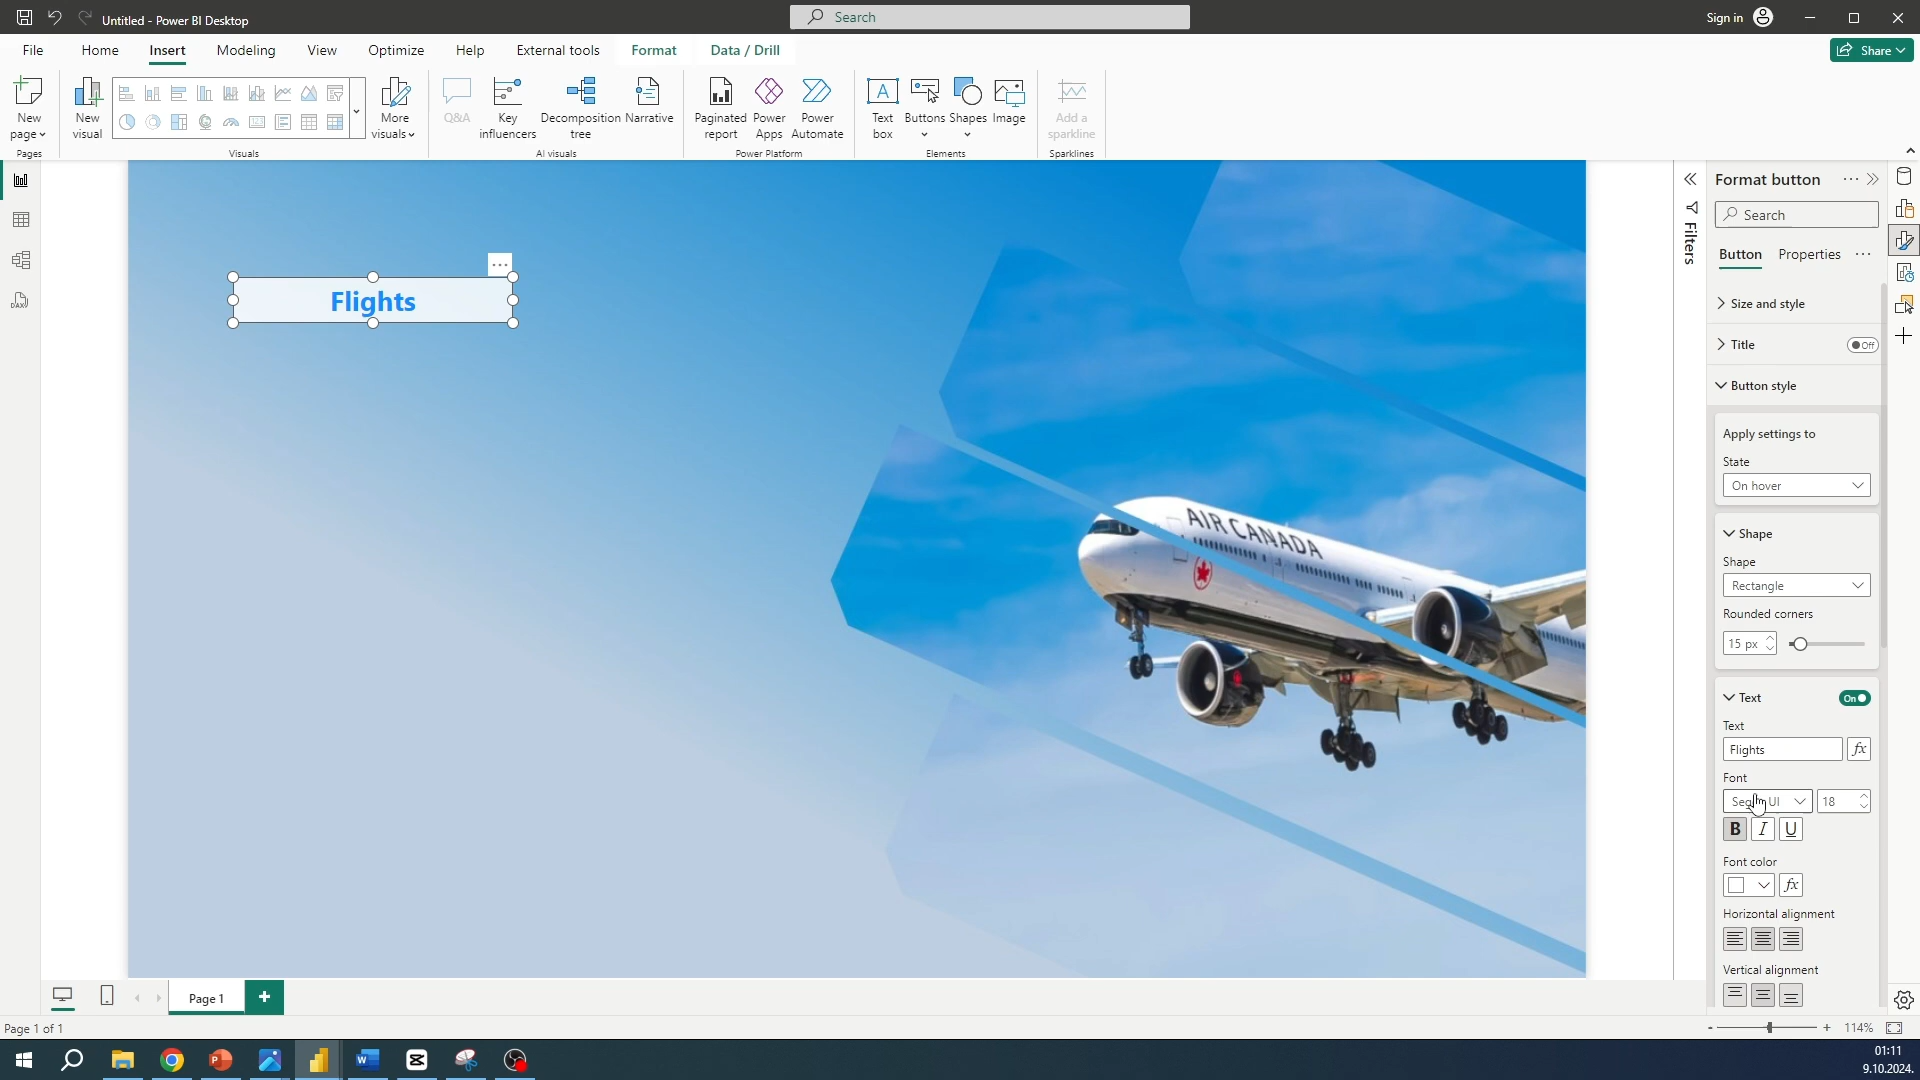 Untitled - Power BI Desktop
Search
Sign in
File
Home
Insert
Modeling
View
Optimize
Help
External tools
Format
Data / Drill
Share
New page
New visual
More visuals
Q&A
Key influencers
Decomposition tree
Narrative
Paginated report
Power Apps
Power Automate
Text box
Buttons
Shapes
Image
Add a sparkline
Pages
Visuals
AI visuals
Power Platform
Elements
Sparklines
Flights
AIR CANADA
Filters
Format button
Search
Button
Properties
Size and style
Title
Off
Button style
Apply settings to
State
On hover
Shape
Shape
Rectangle
Rounded corners
15 px
Text
On
Text
Flights
fx
Font
UI
18
B
I
U
Font color
fx
Horizontal alignment
Vertical alignment
DAX
Page 1
Page 1 of 1
114%
01:11
9.10.2024.